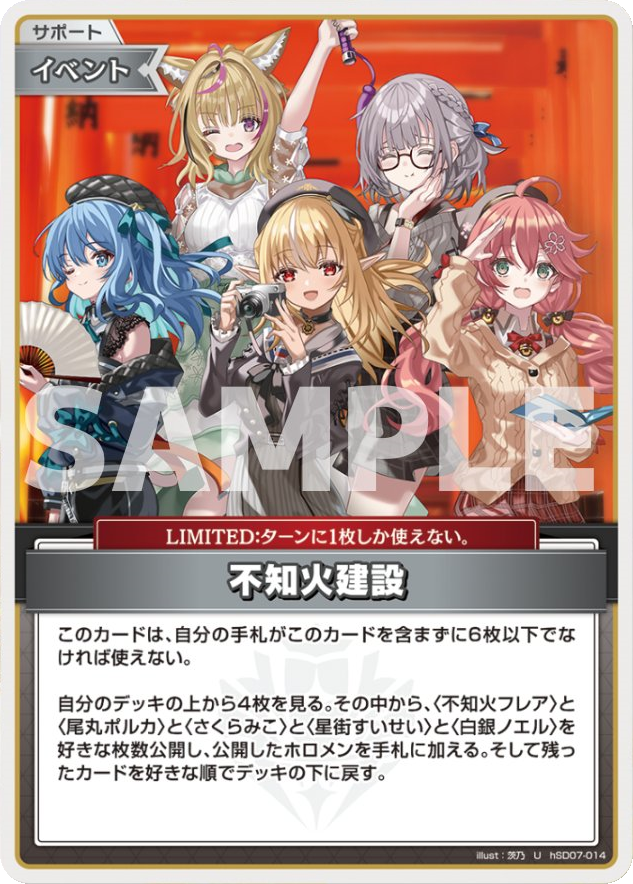 サポート
イベント
納
納
SAMPLE
LIMITED:ターンに1枚しか使えない。
不知火建設
このカードは、自分の手札がこのカードを含まずに6枚以下でな
ければ使えない。
自分のデッキの上から4枚を見る。その中から、〈不知火フレア〉と
〈尾丸ポルカ〉と〈さくらみこ〉と〈星街すいせい〉と〈白銀ノエル〉を
好きな枚数公開し、公開したホロメンを手札に加える。そして残っ
たカードを好きな順でデッキの下に戻す。
illust:茨乃 U hSD07-014